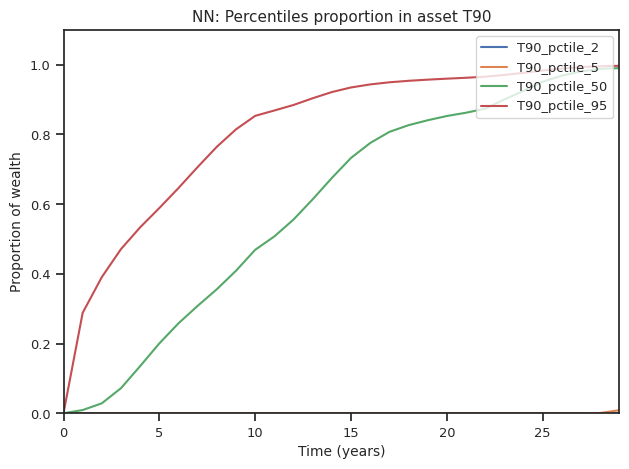 NN: Percentiles proportion in asset T90
T90_pctile_2
T90_pctile_5
T90_pctile_50
T90_pctile_95
Proportion of wealth
1.0
0.8
0.6
0.4
0.2
0.0
0 5 10 15 20 25
Time (years)